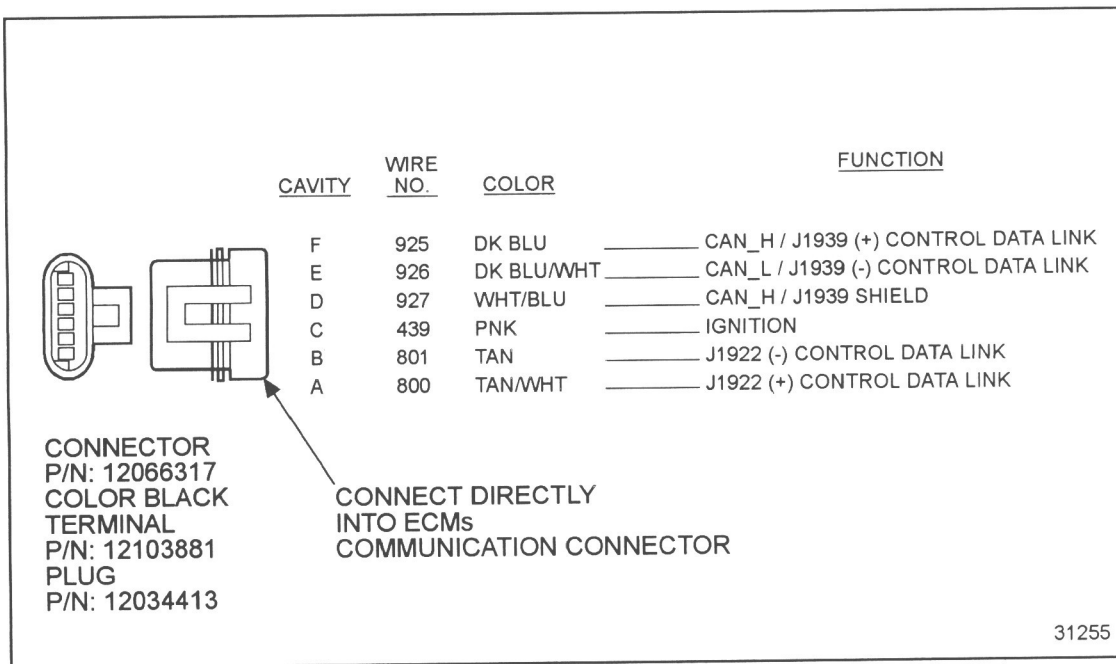 FUNCTION
WIRE
CAVITY NO. COLOR
F 925 DK BLU CAN_H / J1939 (+) CONTROL DATA LINK
E 926 DK BLU/WHT CAN_L / J1939 (-) CONTROL DATA LINK
D 927 WHT/BLU CAN_H / J1939 SHIELD
C 439 PNK IGNITION
B 801 TAN J1922 (-) CONTROL DATA LINK
A 800 TAN/WHT J1922 (+) CONTROL DATA LINK
CONNECTOR
P/N: 12066317
COLOR BLACK
TERMINAL
P/N: 12103881
PLUG
P/N: 12034413
CONNECT DIRECTLY
INTO ECMs
COMMUNICATION CONNECTOR
31255